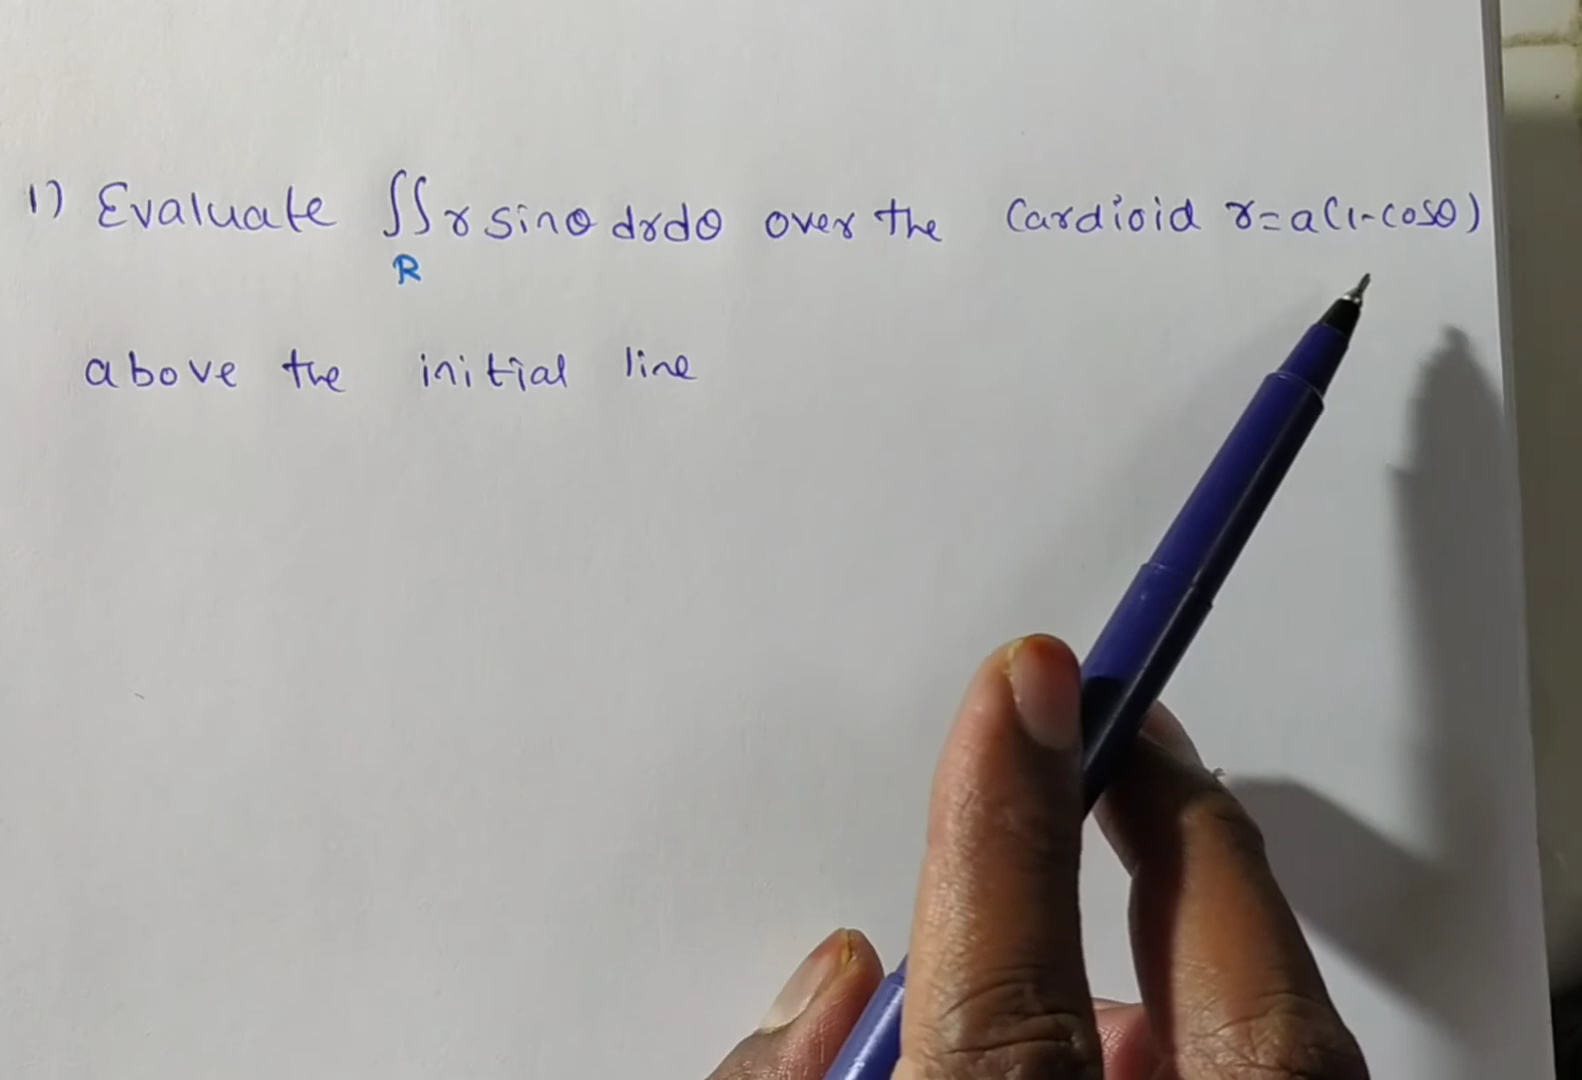 1) Evaluate ∬ r sinθ drdθ over the Cardioid r=a(1-cosθ)
R
above the initial line